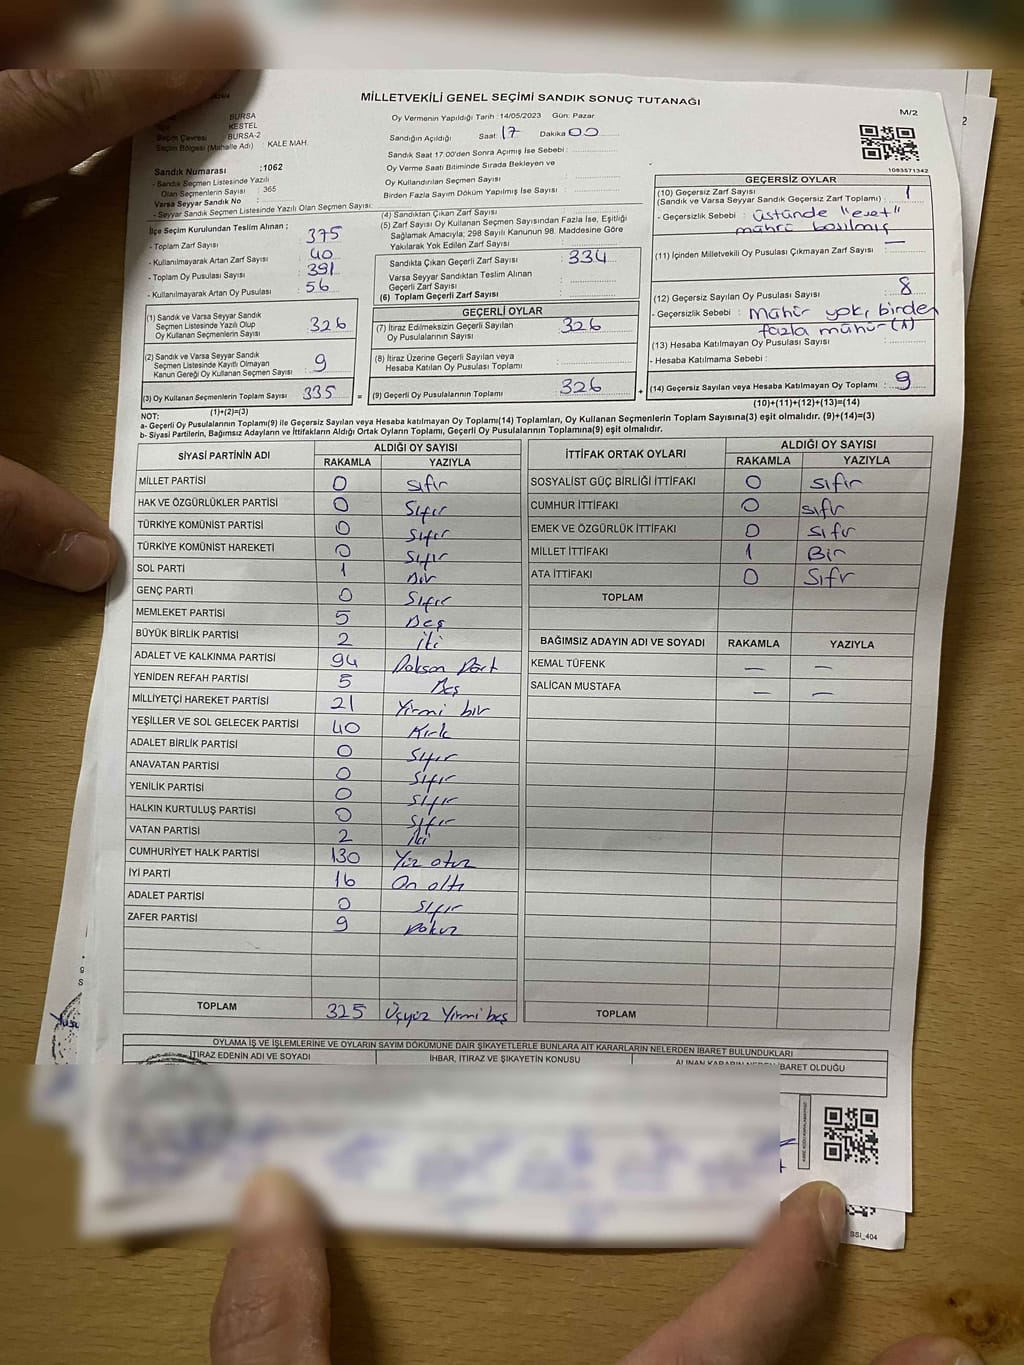 MİLLETVEKİLİ GENEL SEÇİMİ SANDIK SONUÇ TUTANAĞI
M/2
BURSA
KESTEL
Seçim Çevresi : BURSA-2
Seçim Bölgesi (Mahalle Adı) : KALE MAH.
Sandık Numarası : 1062
- Sandık Seçmen Listesinde Yazılı
Olan Seçmenlerin Sayısı : 365
Varsa Seyyar Sandık No :
- Seyyar Sandık Seçmen Listesinde Yazılı Olan Seçmen Sayısı:
Oy Vermenin Yapıldığı Tarih : 14/05/2023 Gün: Pazar
Sandığın Açıldığı Saat: 17 Dakika 00
Sandık Saat 17:00'den Sonra Açımış İse Sebebi :
Oy Verme Saati Bitiminde Sırada Bekleyen ve
Oy Kullandırılan Seçmen Sayısı :
Birden Fazla Sayım Döküm Yapılmış İse Sayısı :
1083571342
İlçe Seçim Kurulundan Teslim Alınan ;
- Toplam Zarf Sayısı : 375
- Kullanılmayarak Artan Zarf Sayısı : 40
- Toplam Oy Pusulası Sayısı : 391
- Kullanılmayarak Artan Oy Pusulası : 56
(1) Sandık ve Varsa Seyyar Sandık
Seçmen Listesinde Yazılı Olup
Oy Kullanan Seçmenlerin Sayısı : 326
(2) Sandık ve Varsa Seyyar Sandık
Seçmen Listesinde Kayıtlı Olmayan
Kanun Gereği Oy Kullanan Seçmen Sayısı : 9
(3) Oy Kullanan Seçmenlerin Toplam Sayısı : 335 =
(1)+(2)=(3)
(4) Sandıktan Çıkan Zarf Sayısı :
(5) Zarf Sayısı Oy Kullanan Seçmen Sayısından Fazla İse, Eşitliği
Sağlamak Amacıyla; 298 Sayılı Kanunun 98. Maddesine Göre
Yakılarak Yok Edilen Zarf Sayısı :
Sandıkta Çıkan Geçerli Zarf Sayısı : 334
Varsa Seyyar Sandıktan Teslim Alınan
Geçerli Zarf Sayısı :
(6) Toplam Geçerli Zarf Sayısı :
GEÇERLİ OYLAR
(7) İtiraz Edilmeksizin Geçerli Sayılan
Oy Pusulası Sayısı : 326
(8) İtiraz Üzerine Geçerli Sayılan veya
Hesaba Katılan Oy Pusulası Toplamı :
(9) Geçerli Oy Pusulalarının Toplamı : 326 +
GEÇERSİZ OYLAR
(10) Geçersiz Zarf Sayısı : 1
(Sandık ve Varsa Seyyar Sandık Geçersiz Zarf Toplamı)
- Geçersizlik Sebebi : üstünde "evet"
mührü basılmış
(11) İçinden Milletvekili Oy Pusulası Çıkmayan Zarf Sayısı : —
(12) Geçersiz Sayılan Oy Pusulası Sayısı : 8
- Geçersizlik Sebebi : Mühür yok, birden
fazla mühür (A)
(13) Hesaba Katılmayan Oy Pusulası Sayısı :
- Hesaba Katılmama Sebebi :
(14) Geçersiz Sayılan veya Hesaba Katılmayan Oy Toplamı : 9
(10)+(11)+(12)+(13)=(14)
NOT:
a- Geçerli Oy Pusulalarının Toplamı(9) ile Geçersiz Sayılan veya Hesaba katılmayan Oy Toplamı(14) Toplamları, Oy Kullanan Seçmenlerin Toplam Sayısına(3) eşit olmalıdır. (9)+(14)=(3)
b- Siyasi Partilerin, Bağımsız Adayların ve İttifakların Aldığı Ortak Oyların Toplamı, Geçerli Oy Pusulalarının Toplamına(9) eşit olmalıdır.
SİYASİ PARTİNİN ADI ALDIĞI OY SAYISI
RAKAMLA YAZIYLA
MİLLET PARTİSİ 0 sıfır
HAK VE ÖZGÜRLÜKLER PARTİSİ 0 Sıfır
TÜRKİYE KOMÜNİST PARTİSİ 0 Sıfır
TÜRKİYE KOMÜNİST HAREKETİ 0 Sıfır
SOL PARTİ 1 Bir
GENÇ PARTİ 0 Sıfır
MEMLEKET PARTİSİ 5 Beş
BÜYÜK BİRLİK PARTİSİ 2 İki
ADALET VE KALKINMA PARTİSİ 94 Doksan Dört
YENİDEN REFAH PARTİSİ 5 Beş
MİLLİYETÇİ HAREKET PARTİSİ 21 Yirmi bir
YEŞİLLER VE SOL GELECEK PARTİSİ 40 Kırk
ADALET BİRLİK PARTİSİ 0 Sıfır
ANAVATAN PARTİSİ 0 Sıfır
YENİLİK PARTİSİ 0 Sıfır
HALKIN KURTULUŞ PARTİSİ 0 Sıfır
VATAN PARTİSİ 2 İki
CUMHURİYET HALK PARTİSİ 130 Yüz otuz
İYİ PARTİ 16 On altı
ADALET PARTİSİ 0 Sıfır
ZAFER PARTİSİ 9 Dokuz
TOPLAM 325 Üçyüz Yirmi beş
İTTİFAK ORTAK OYLARI ALDIĞI OY SAYISI
RAKAMLA YAZIYLA
SOSYALİST GÜÇ BİRLİĞİ İTTİFAKI 0 sıfır
CUMHUR İTTİFAKI 0 sıfır
EMEK VE ÖZGÜRLÜK İTTİFAKI 0 sıfır
MİLLET İTTİFAKI 1 Bir
ATA İTTİFAKI 0 Sıfır
TOPLAM
BAĞIMSIZ ADAYIN ADI VE SOYADI RAKAMLA YAZIYLA
KEMAL TÜFENK — —
SALİCAN MUSTAFA — —
TOPLAM
OYLAMA İŞ VE İŞLEMLERİNE VE OYLARIN SAYIM DÖKÜMÜNE DAİR ŞİKAYETLERLE BUNLARA AİT KARARLARIN NELERDEN İBARET BULUNDUKLARI
İTİRAZ EDENİN ADI VE SOYADI İHBAR, İTİRAZ VE ŞİKAYETİN KONUSU ALINAN KARARIN NEDEN İBARET OLDUĞU
SSI_404